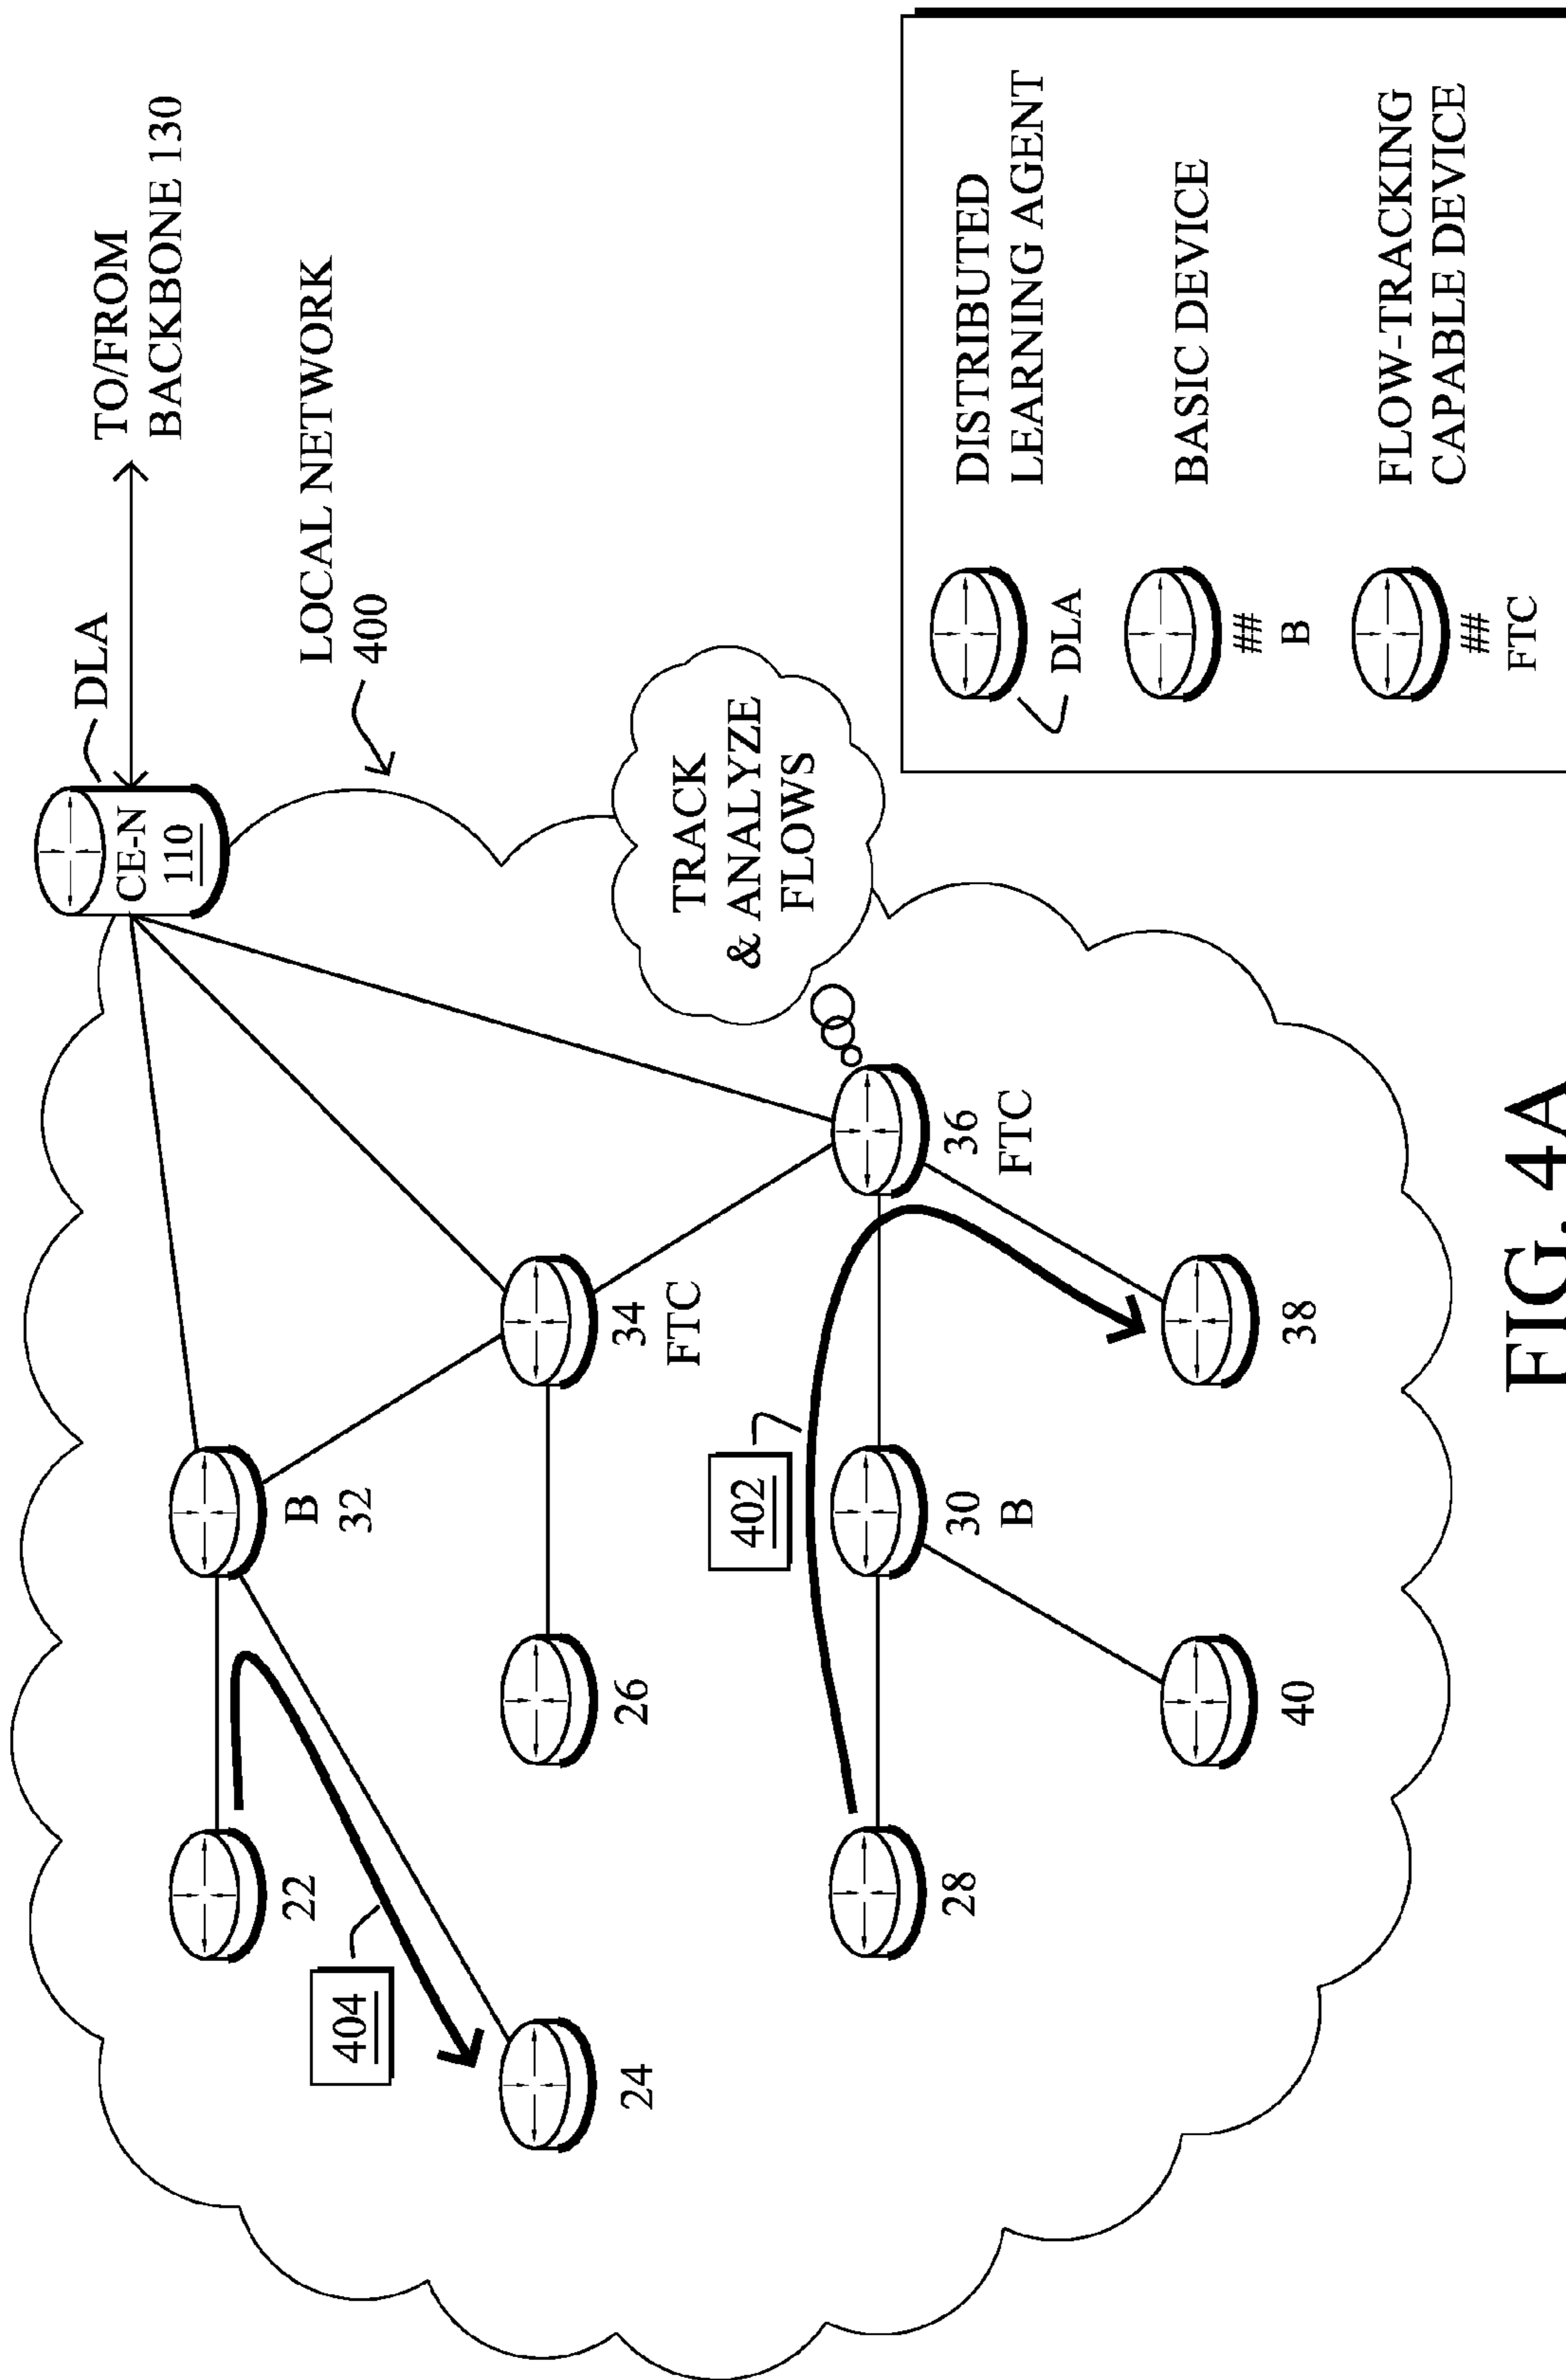 TO/FROM
BACKBONE 130
DLA
CE-N
110
LOCAL NETWORK
400
TRACK
& ANALYZE
FLOWS
B
32
22
404
24
34
FTC
26
402
36
FTC
30
B
28
38
40
DLA
DISTRIBUTED
LEARNING AGENT
##
B
BASIC DEVICE
##
FTC
FLOW-TRACKING
CAPABLE DEVICE
FIG. 4A